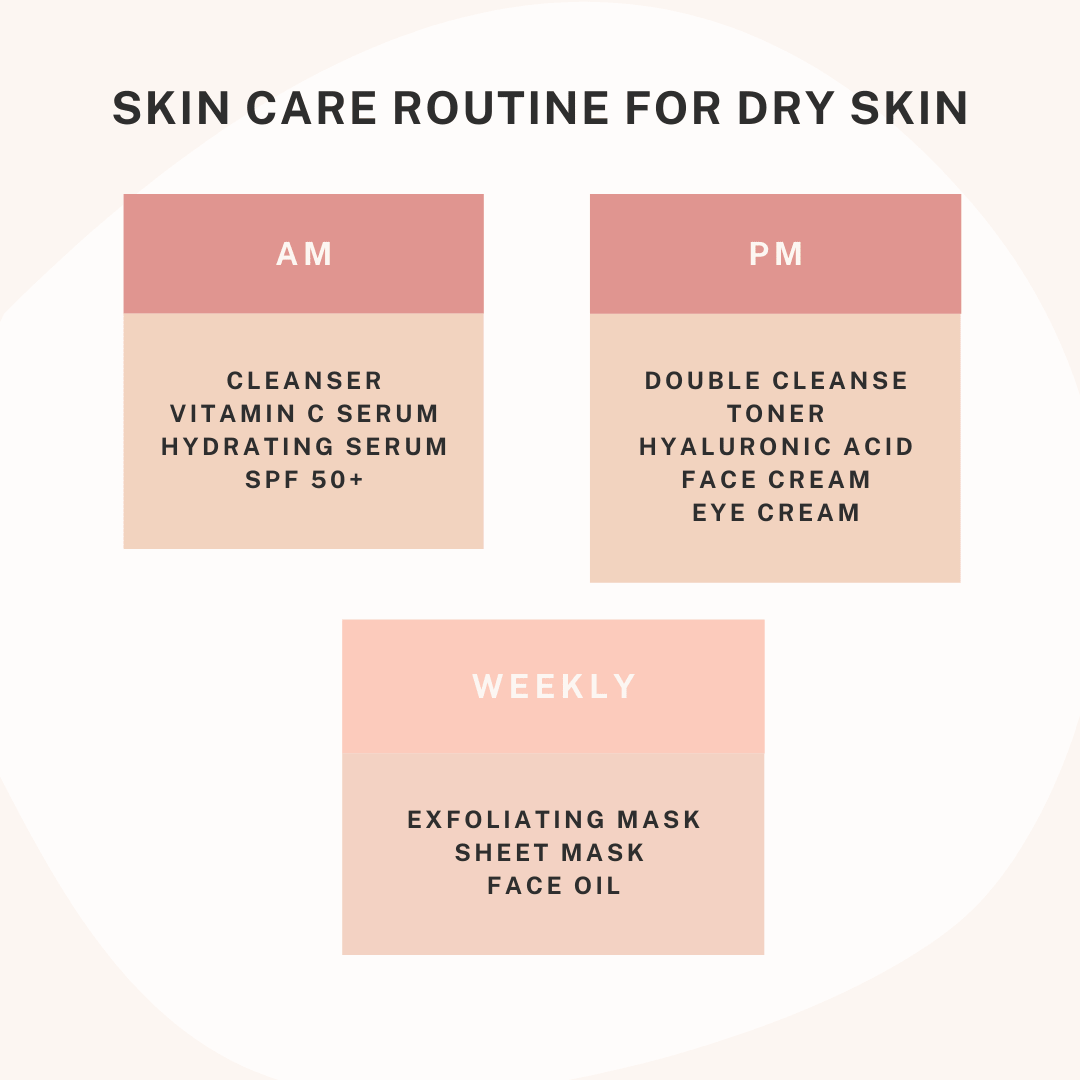 SKIN CARE ROUTINE FOR DRY SKIN
AM
CLEANSER
VITAMIN C SERUM
HYDRATING SERUM
SPF 50+
PM
DOUBLE CLEANSE
TONER
HYALURONIC ACID
FACE CREAM
EYE CREAM
WEEKLY
EXFOLIATING MASK
SHEET MASK
FACE OIL